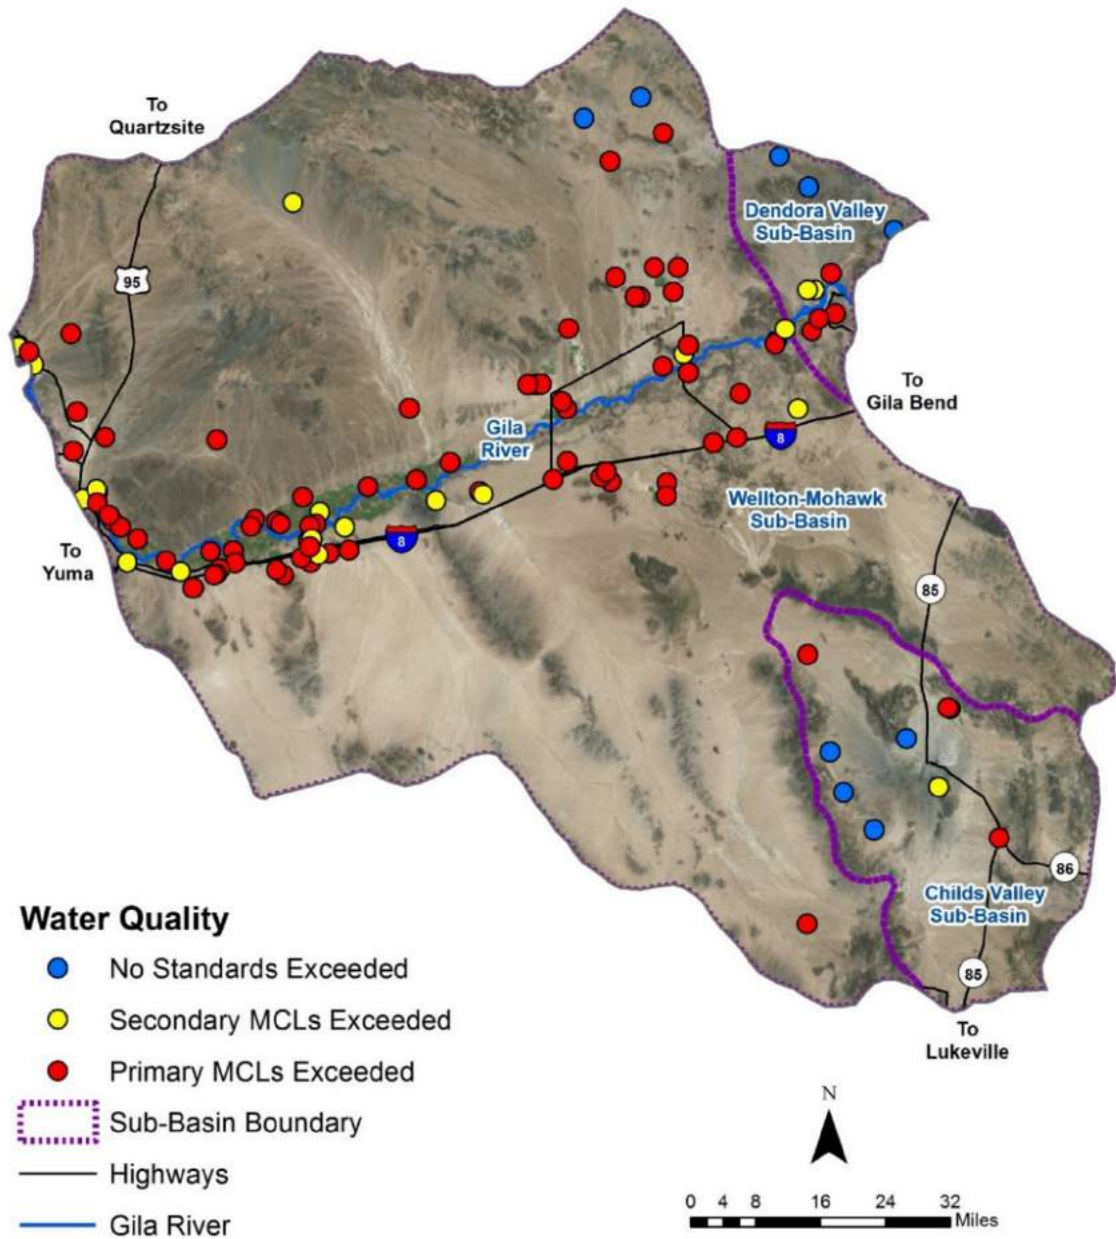 To
Quartzsite
95
Dendora Valley
Sub-Basin
To
Gila Bend
Gila
River
8
Wellton-Mohawk
Sub-Basin
8
To
Yuma
85
86
Childs Valley
Sub-Basin
85
To
Lukeville
Water Quality
No Standards Exceeded
Secondary MCLs Exceeded
Primary MCLs Exceeded
Sub-Basin Boundary
Highways
Gila River
N
0 4 8 16 24 32
Miles